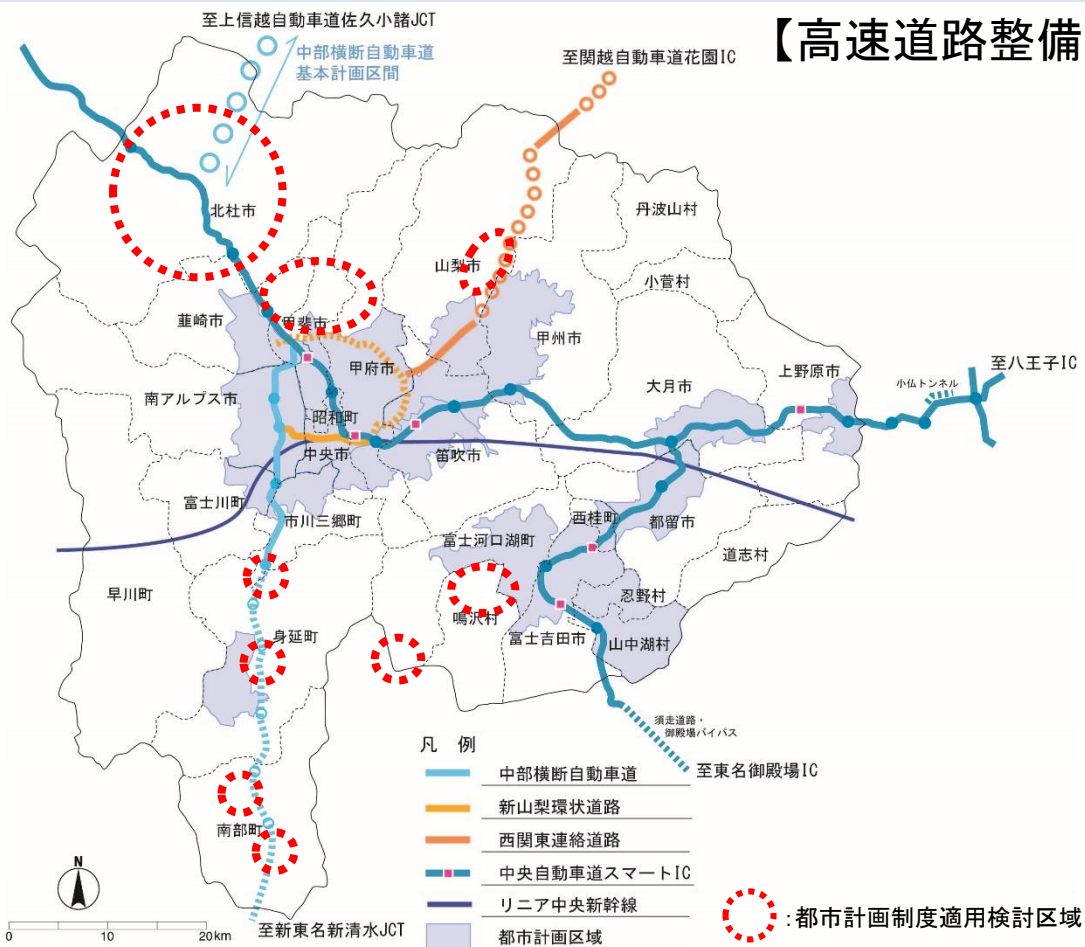 至上信越自動車道佐久小諸JCT
【高速道路整備
中部横断自動車道
基本計画区間
至関越自動車道花園IC
北杜市
丹波山村
山梨市
小菅村
韮崎市
甲斐市
甲州市
甲府市
至八王子IC
上野原市
大月市
小仏トンネル
南アルプス市
昭和町
中央市
笛吹市
富士川町
市川三郷町
西桂町
都留市
富士河口湖町
道志村
早川町
忍野村
鳴沢村
身延町
富士吉田市
山中湖村
須走道路・
御殿場バイパス
至東名御殿場IC
凡 例
中部横断自動車道
新山梨環状道路
西関東連絡道路
中央自動車道スマートIC
リニア中央新幹線
都市計画区域
南部町
N
0 10 20km
至新東名新清水JCT
:都市計画制度適用検討区域